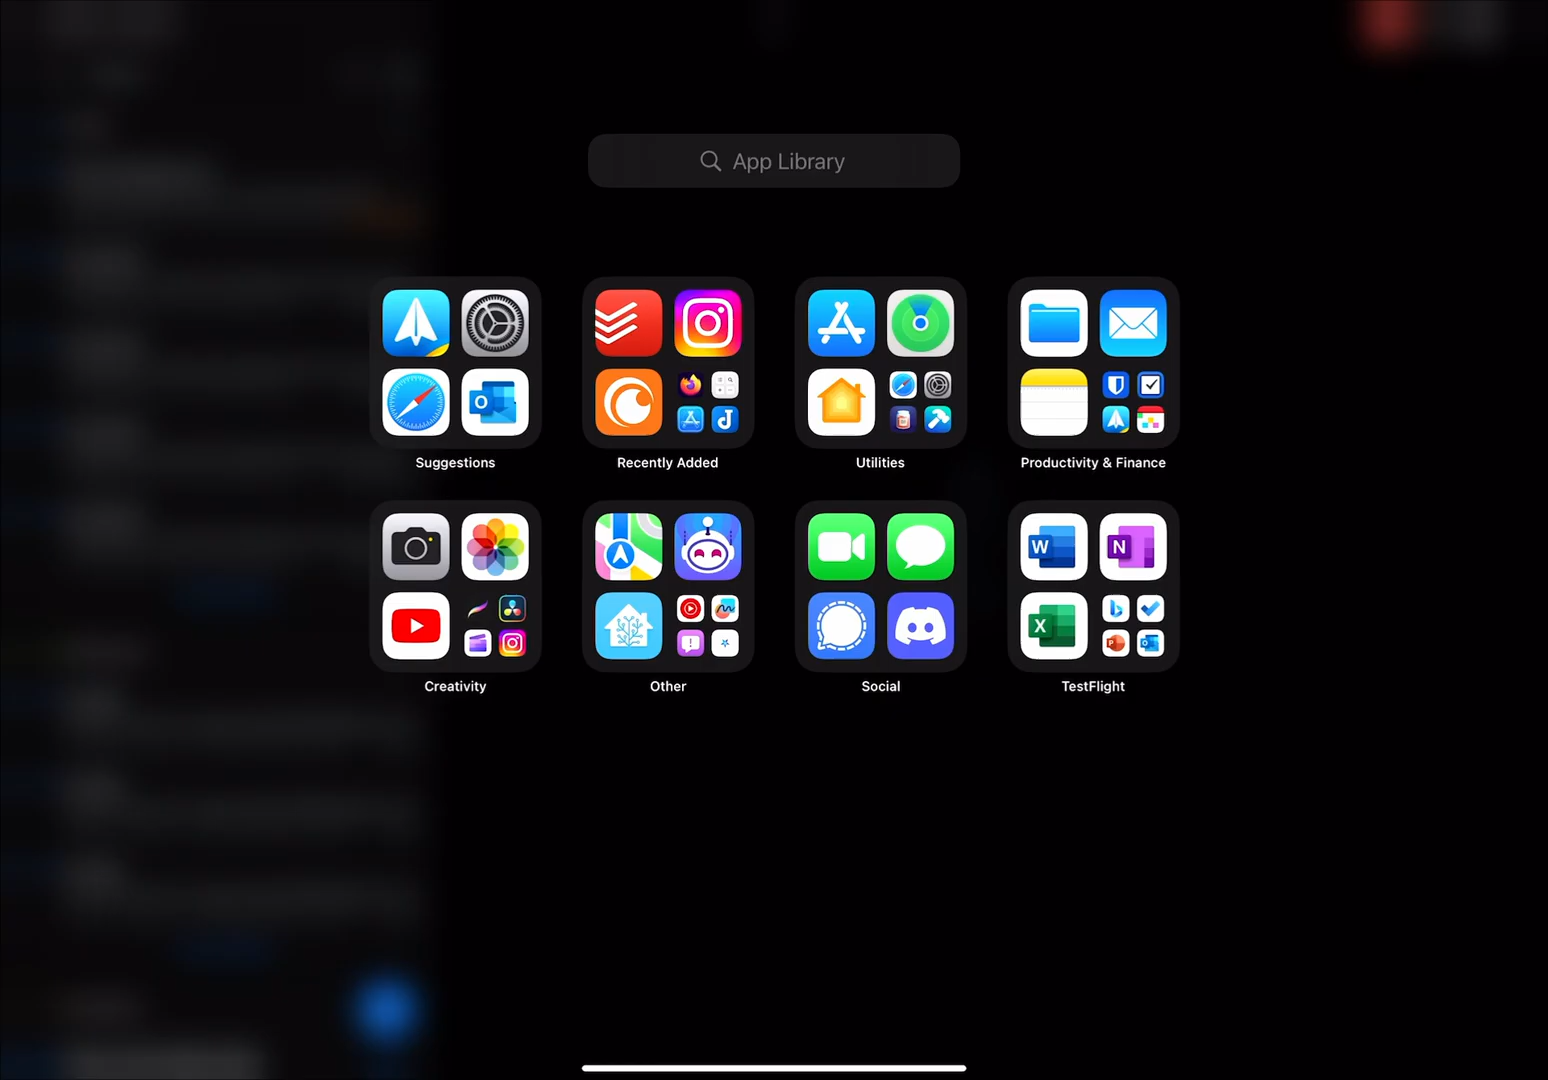 App Library
Suggestions
Recently Added
Utilities
Productivity & Finance
Creativity
Other
Social
TestFlight